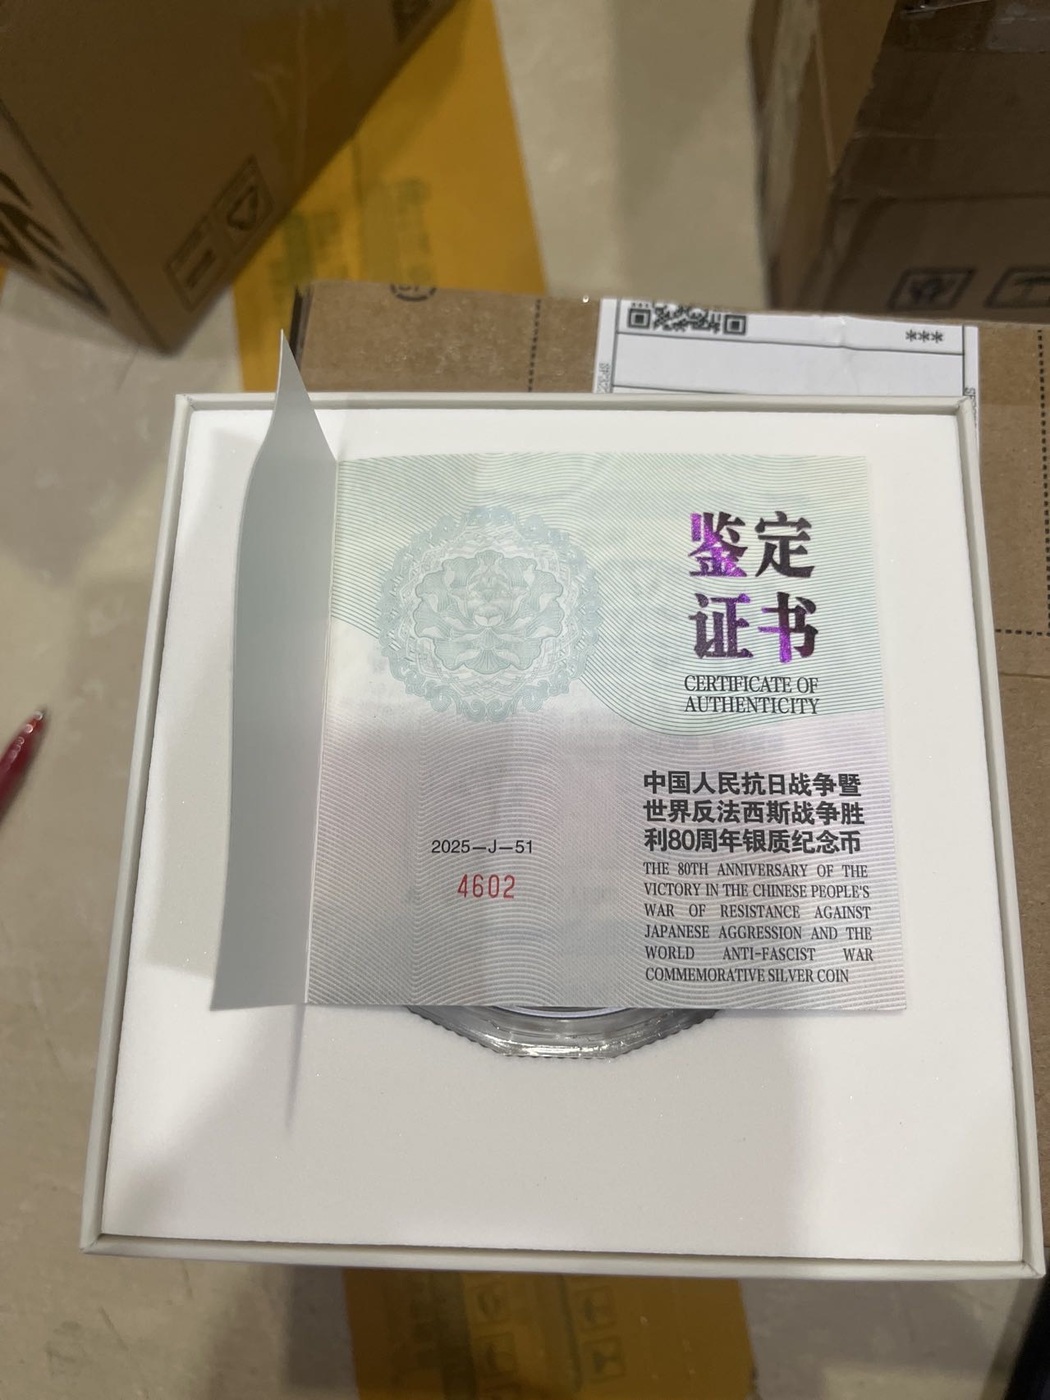 ***
鉴定
证书
CERTIFICATE OF
AUTHENTICITY
中国人民抗日战争暨
世界反法西斯战争胜
利80周年银质纪念币
THE 80TH ANNIVERSARY OF THE
VICTORY IN THE CHINESE PEOPLE'S
WAR OF RESISTANCE AGAINST
JAPANESE AGGRESSION AND THE
WORLD ANTI-FASCIST WAR
COMMEMORATIVE SILVER COIN
2025—J—51
4602